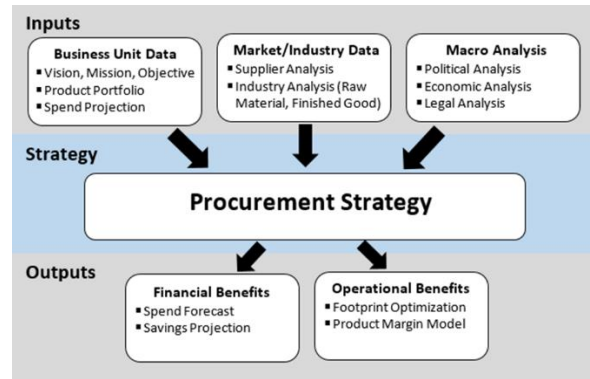 Inputs
Business Unit Data
▪ Vision, Mission, Objective
▪ Product Portfolio
▪ Spend Projection
Market/Industry Data
▪ Supplier Analysis
▪ Industry Analysis (Raw
Material, Finished Good)
Macro Analysis
▪ Political Analysis
▪ Economic Analysis
▪ Legal Analysis
Strategy
Procurement Strategy
Outputs
Financial Benefits
▪ Spend Forecast
▪ Savings Projection
Operational Benefits
▪ Footprint Optimization
▪ Product Margin Model